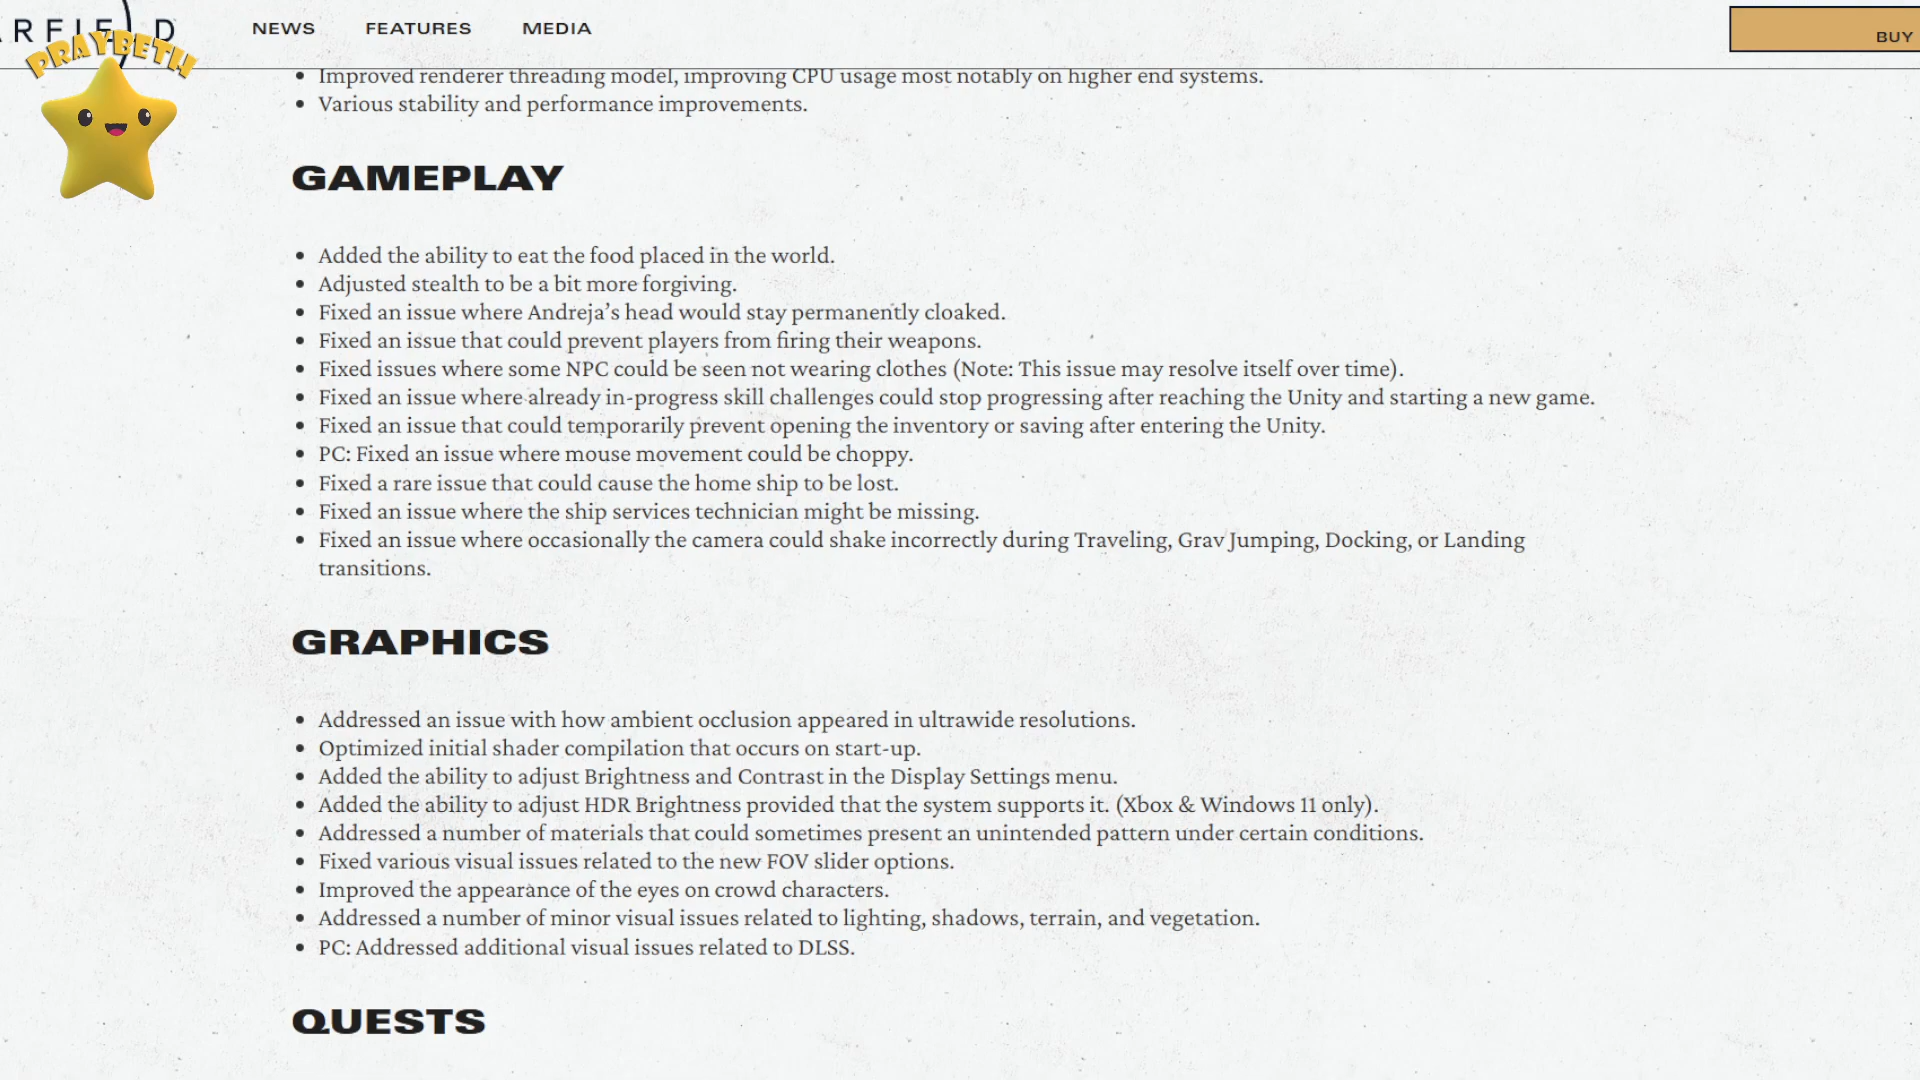 RFIELD
NEWS
FEATURES
MEDIA
BUY
PRAYBETH
• Improved renderer threading model, improving CPU usage most notably on higher end systems.
• Various stability and performance improvements.
GAMEPLAY
• Added the ability to eat the food placed in the world.
• Adjusted stealth to be a bit more forgiving.
• Fixed an issue where Andreja’s head would stay permanently cloaked.
• Fixed an issue that could prevent players from firing their weapons.
• Fixed issues where some NPC could be seen not wearing clothes (Note: This issue may resolve itself over time).
• Fixed an issue where already in-progress skill challenges could stop progressing after reaching the Unity and starting a new game.
• Fixed an issue that could temporarily prevent opening the inventory or saving after entering the Unity.
• PC: Fixed an issue where mouse movement could be choppy.
• Fixed a rare issue that could cause the home ship to be lost.
• Fixed an issue where the ship services technician might be missing.
• Fixed an issue where occasionally the camera could shake incorrectly during Traveling, Grav Jumping, Docking, or Landing
transitions.
GRAPHICS
• Addressed an issue with how ambient occlusion appeared in ultrawide resolutions.
• Optimized initial shader compilation that occurs on start-up.
• Added the ability to adjust Brightness and Contrast in the Display Settings menu.
• Added the ability to adjust HDR Brightness provided that the system supports it. (Xbox & Windows 11 only).
• Addressed a number of materials that could sometimes present an unintended pattern under certain conditions.
• Fixed various visual issues related to the new FOV slider options.
• Improved the appearance of the eyes on crowd characters.
• Addressed a number of minor visual issues related to lighting, shadows, terrain, and vegetation.
• PC: Addressed additional visual issues related to DLSS.
QUESTS